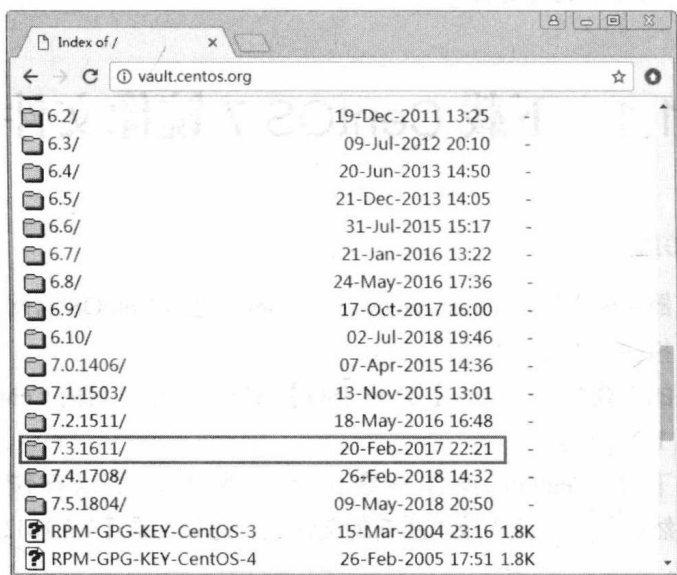 Index of /
vault.centos.org
6.2/ 19-Dec-2011 13:25 -
6.3/ 09-Jul-2012 20:10 -
6.4/ 20-Jun-2013 14:50 -
6.5/ 21-Dec-2013 14:05 -
6.6/ 31-Jul-2015 15:17 -
6.7/ 21-Jan-2016 13:22 -
6.8/ 24-May-2016 17:36 -
6.9/ 17-Oct-2017 16:00 -
6.10/ 02-Jul-2018 19:46 -
7.0.1406/ 07-Apr-2015 14:36 -
7.1.1503/ 13-Nov-2015 13:01 -
7.2.1511/ 18-May-2016 16:48 -
7.3.1611/ 20-Feb-2017 22:21 -
7.4.1708/ 26-Feb-2018 14:32 -
7.5.1804/ 09-May-2018 20:50 -
RPM-GPG-KEY-CentOS-3 15-Mar-2004 23:16 1.8K
RPM-GPG-KEY-CentOS-4 26-Feb-2005 17:51 1.8K